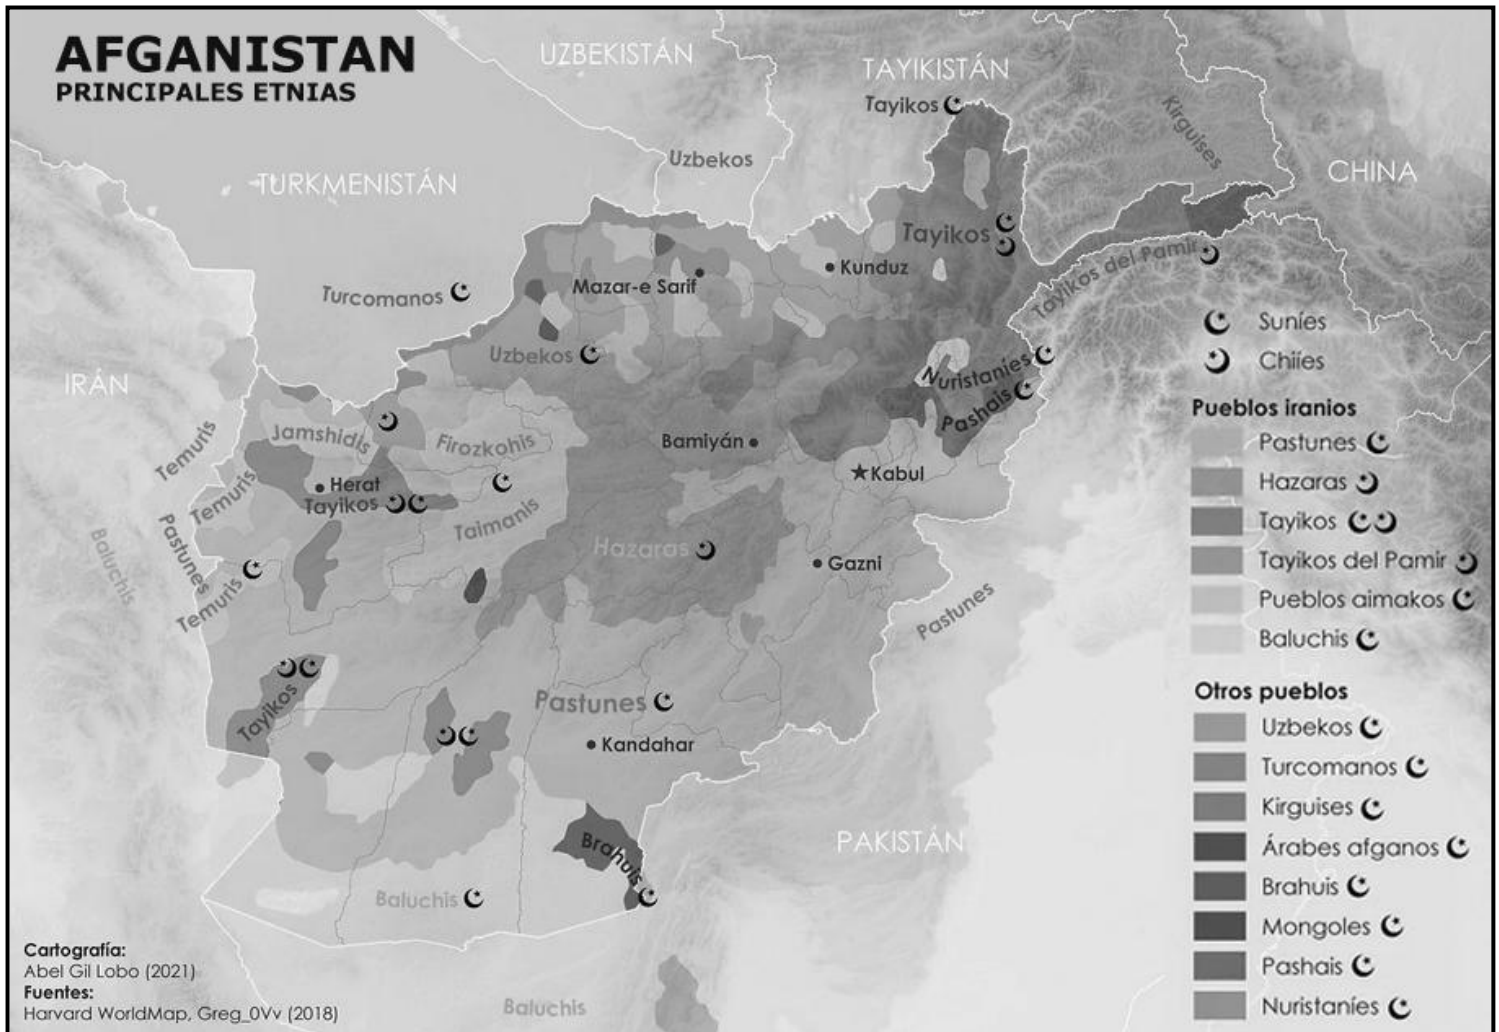 AFGANISTAN
PRINCIPALES ETNIAS
UZBEKISTÁN
TAYIKISTÁN
Tayikos
Kirguises
CHINA
Uzbekos
TURKMENISTÁN
Tayikos
Tayikos del Pamir
Kunduz
Mazar-e Sarif
Turcomanos
Uzbekos
Nuristaníes
Pashais
IRÁN
Temuris
Jamshidis
Firozkohis
Bamiyán
Kabul
Herat
Tayikos
Temuris
Taimanis
Pastunes
Baluchis
Hazaras
Gazni
Temuris
Pastunes
Tayikos
Pastunes
Kandahar
Brahuis
PAKISTÁN
Baluchis
Baluchis
Suníes
Chiíes
Pueblos iranios
Pastunes
Hazaras
Tayikos
Tayikos del Pamir
Pueblos aimakos
Baluchis
Otros pueblos
Uzbekos
Turcomanos
Kirguises
Árabes afganos
Brahuis
Mongoles
Pashais
Nuristaníes
Cartografía:
Abel Gil Lobo (2021)
Fuentes:
Harvard WorldMap, Greg_0Vv (2018)